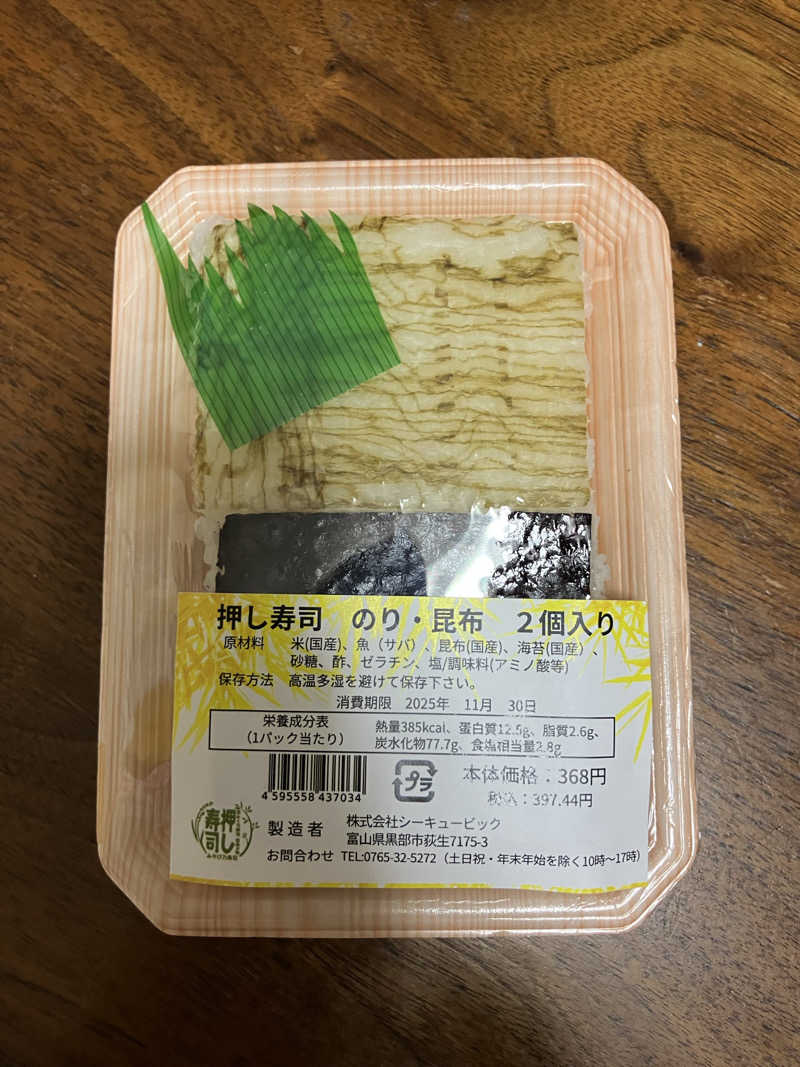 押し寿司　のり・昆布　２個入り
原材料　米(国産)、魚（サバ）、昆布(国産)、海苔(国産）、
砂糖、酢、ゼラチン、塩/調味料(アミノ酸等)
保存方法　高温多湿を避けて保存下さい。
消費期限　2025年　11月　30日
栄養成分表
（1パック当たり）
熱量385kcal、蛋白質12.5g、脂質2.6g、
炭水化物77.7g、食塩相当量2.8g
4 595558 437034
プラ
本体価格：368円
税込：397.44円
押し寿司
製造者　株式会社シーキュービック
富山県黒部市荻生7175-3
お問合わせ　TEL:0765-32-5272（土日祝・年末年始を除く10時～17時）